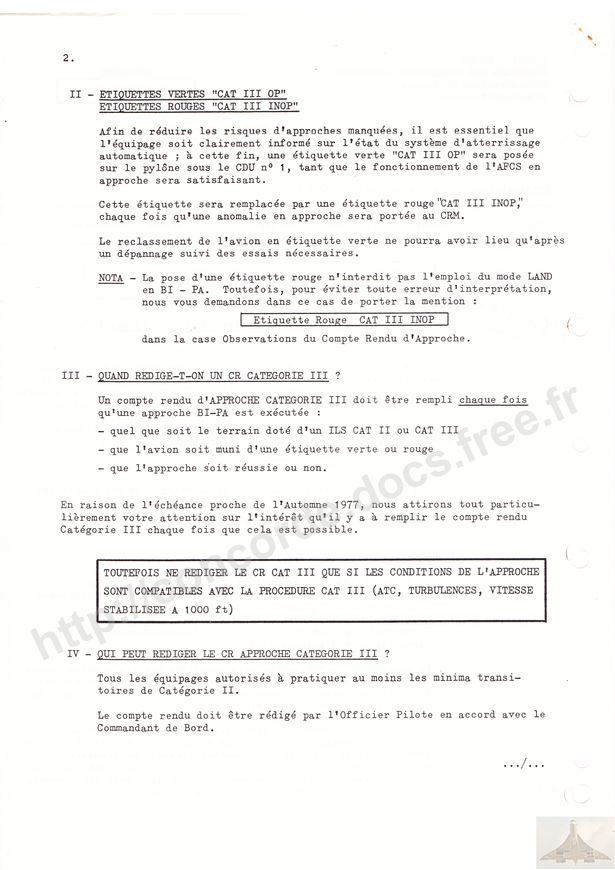 2.
II - ETIQUETTES VERTES "CAT III OP"
ETIQUETTES ROUGES "CAT III INOP"
Afin de réduire les risques d'approches manquées, il est essentiel que
l'équipage soit clairement informé sur l'état du système d'atterrissage
automatique ; à cette fin, une étiquette verte "CAT III OP" sera posée
sur le pylône sous le CDU n° 1, tant que le fonctionnement de l'AFCS en
approche sera satisfaisant.
Cette étiquette sera remplacée par une étiquette rouge "CAT III INOP,"
chaque fois qu'une anomalie en approche sera portée au CRM.
Le reclassement de l'avion en étiquette verte ne pourra avoir lieu qu'après
un dépannage suivi des essais nécessaires.
NOTA - La pose d'une étiquette rouge n'interdit pas l'emploi du mode LAND
en BI - PA. Toutefois, pour éviter toute erreur d'interprétation,
nous vous demandons dans ce cas de porter la mention :
Etiquette Rouge CAT III INOP
dans la case Observations du Compte Rendu d'Approche.
III - QUAND REDIGE-T-ON UN CR CATEGORIE III ?
Un compte rendu d'APPROCHE CATEGORIE III doit être rempli chaque fois
qu'une approche BI-PA est exécutée :
- quel que soit le terrain doté d'un ILS CAT II ou CAT III
- que l'avion soit muni d'une étiquette verte ou rouge
- que l'approche soit réussie ou non.
En raison de l'échéance proche de l'Automne 1977, nous attirons tout particu-
lièrement votre attention sur l'intérêt qu'il y a à remplir le compte rendu
Catégorie III chaque fois que cela est possible.
TOUTEFOIS NE REDIGER LE CR CAT III QUE SI LES CONDITIONS DE L'APPROCHE
SONT COMPATIBLES AVEC LA PROCEDURE CAT III (ATC, TURBULENCES, VITESSE
STABILISEE A 1000 ft)
IV - QUI PEUT REDIGER LE CR APPROCHE CATEGORIE III ?
Tous les équipages autorisés à pratiquer au moins les minima transi-
toires de Catégorie II.
Le compte rendu doit être rédigé par l'Officier Pilote en accord avec le
Commandant de Bord.
.../...
http://concorde.docs.free.fr